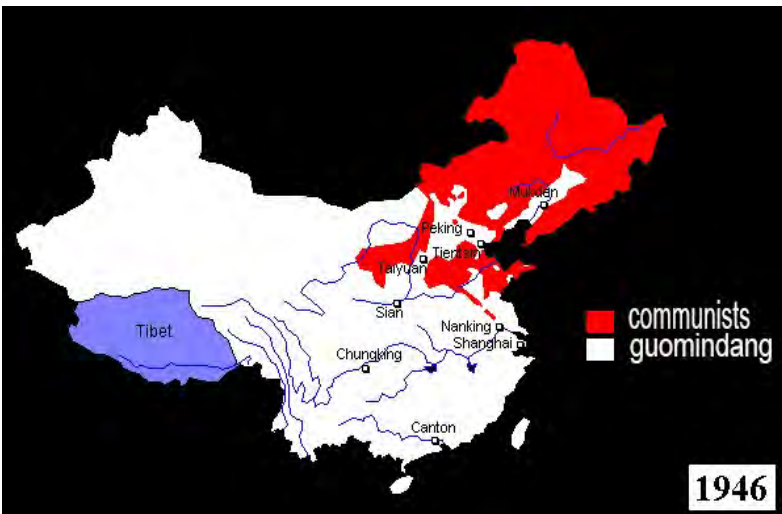 Mukden
Peking
Tientsin
Taiyuan
Sian
Tibet
Nanking
Shanghai
Chungking
Canton
communists
guomindang
1946